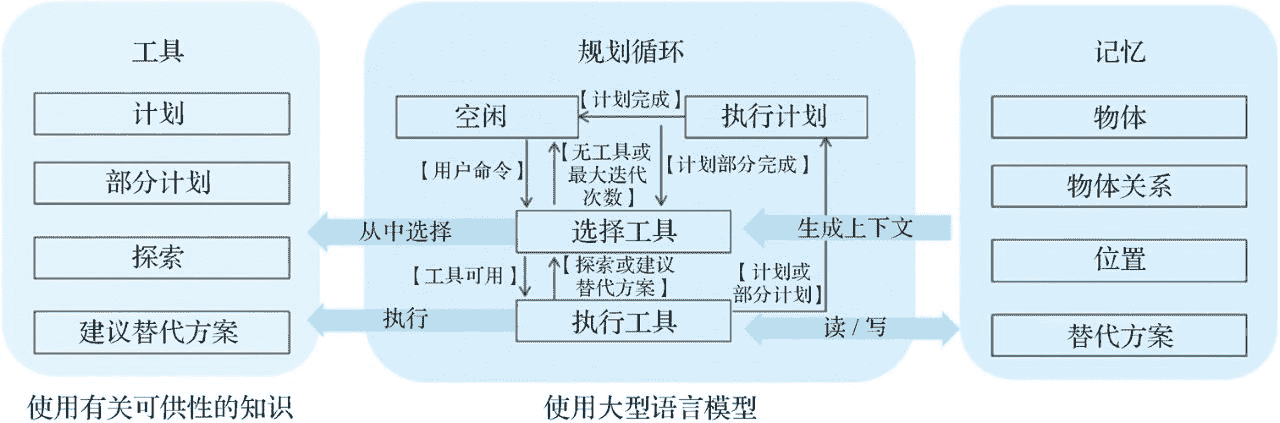 工具
计划
部分计划
探索
建议替代方案
使用有关可供性的知识
规划循环
空闲
【计划完成】
执行计划
【用户命令】
【无工具或
最大迭代
次数】
【计划部分完成】
从中选择
选择工具
生成上下文
【工具可用】
【探索或建议
替代方案】
【计划或
部分计划】
执行
执行工具
读 / 写
使用大型语言模型
记忆
物体
物体关系
位置
替代方案